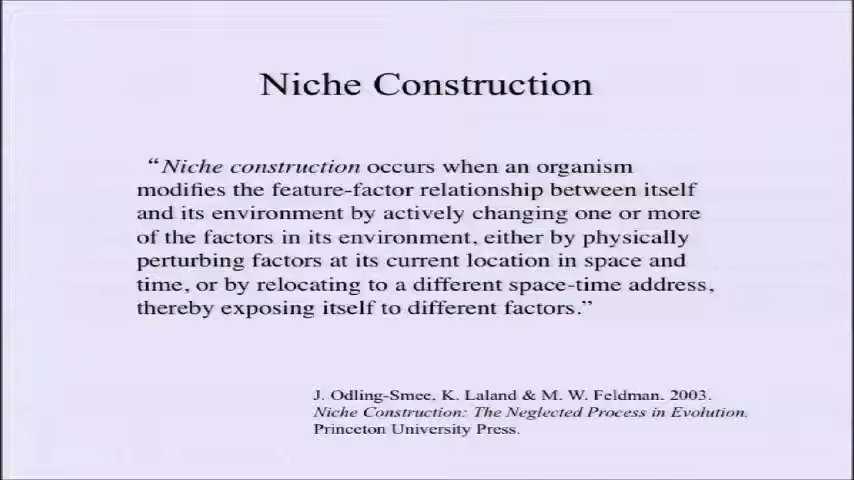 Niche Construction
“Niche construction occurs when an organism
modifies the feature-factor relationship between itself
and its environment by actively changing one or more
of the factors in its environment, either by physically
perturbing factors at its current location in space and
time, or by relocating to a different space-time address,
thereby exposing itself to different factors.”
J. Odling-Smee, K. Laland & M. W. Feldman. 2003.
Niche Construction: The Neglected Process in Evolution.
Princeton University Press.